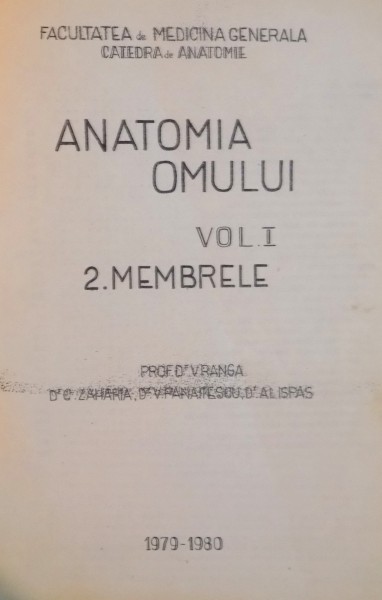 FACULTATEA de MEDICINA GENERALA
CATEDRA de ANATOMIE
ANATOMIA
OMULUI
VOL. I
2. MEMBRELE
PROF. Dr V. RANGA
Dr C. ZAHARIA, Dr V. PANAITESCU, Dr AL. ISPAS
1979-1980